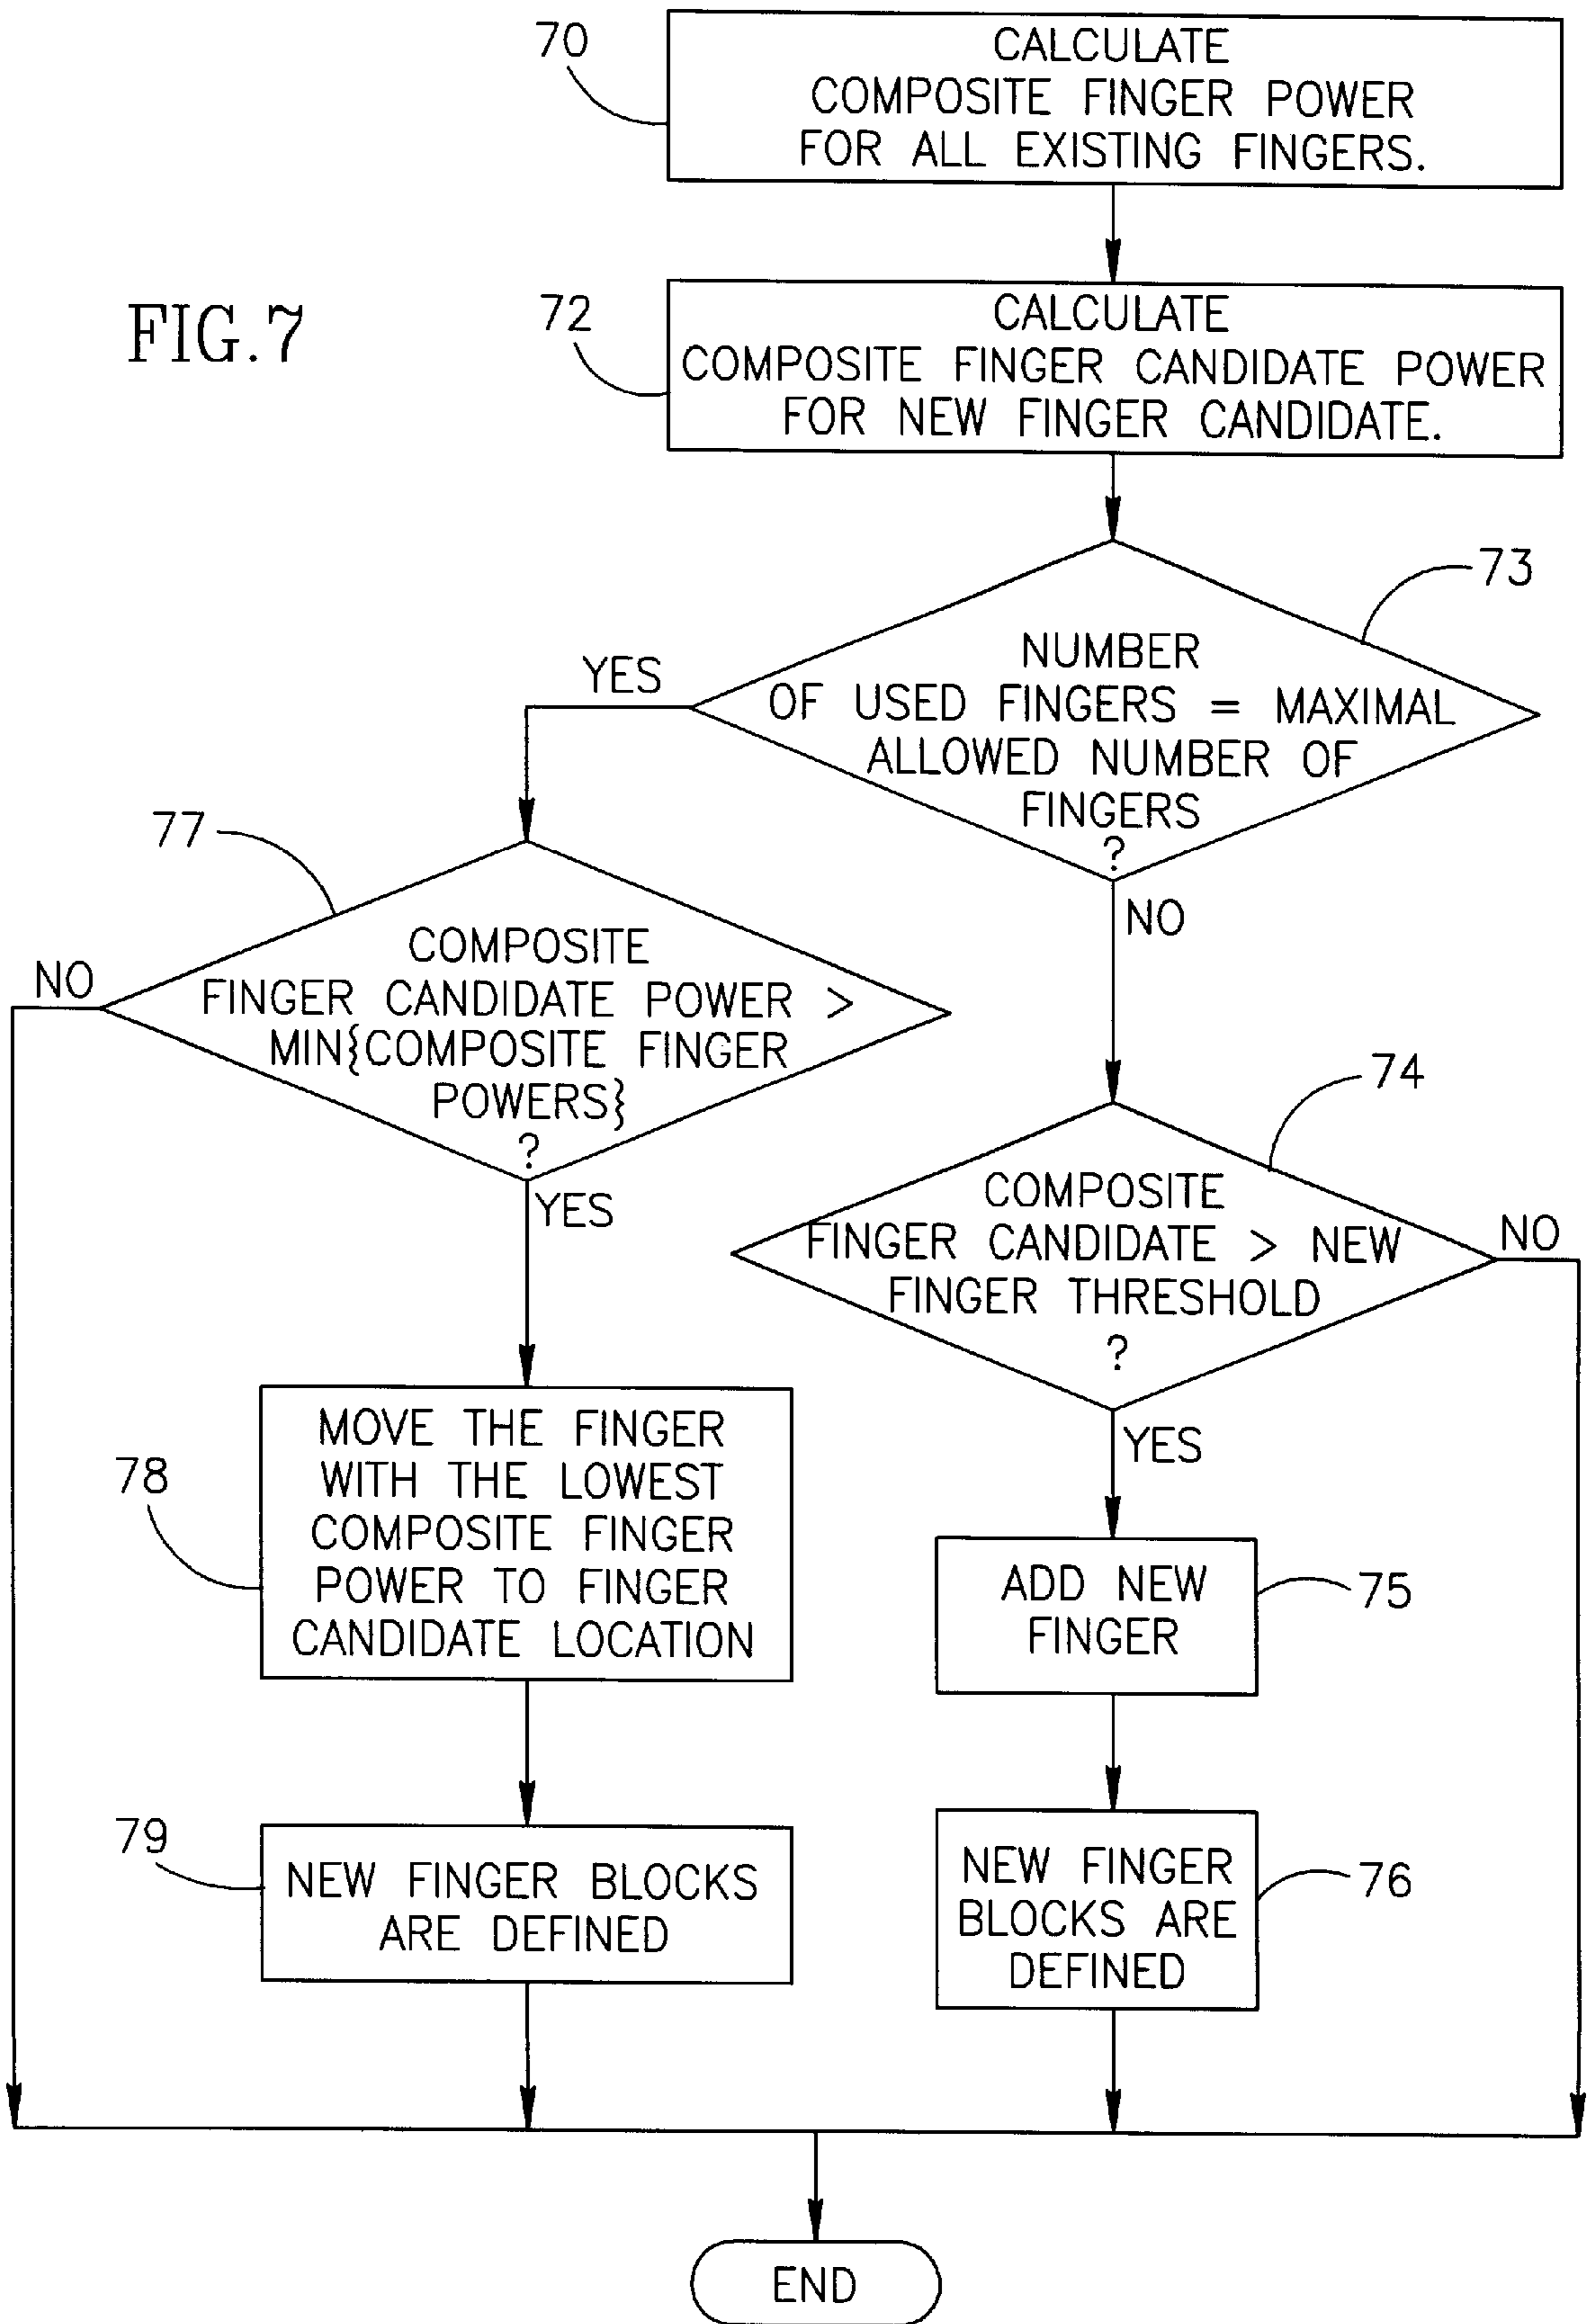 70
CALCULATE
COMPOSITE FINGER POWER
FOR ALL EXISTING FINGERS.
FIG.7
72
CALCULATE
COMPOSITE FINGER CANDIDATE POWER
FOR NEW FINGER CANDIDATE.
73
YES
NUMBER
OF USED FINGERS = MAXIMAL
ALLOWED NUMBER OF
FINGERS
?
NO
77
NO
COMPOSITE
FINGER CANDIDATE POWER >
MIN{COMPOSITE FINGER
POWERS}
?
YES
74
COMPOSITE
FINGER CANDIDATE > NEW
FINGER THRESHOLD
?
NO
YES
78
MOVE THE FINGER
WITH THE LOWEST
COMPOSITE FINGER
POWER TO FINGER
CANDIDATE LOCATION
ADD NEW
FINGER
75
79
NEW FINGER BLOCKS
ARE DEFINED
NEW FINGER
BLOCKS ARE
DEFINED
76
END